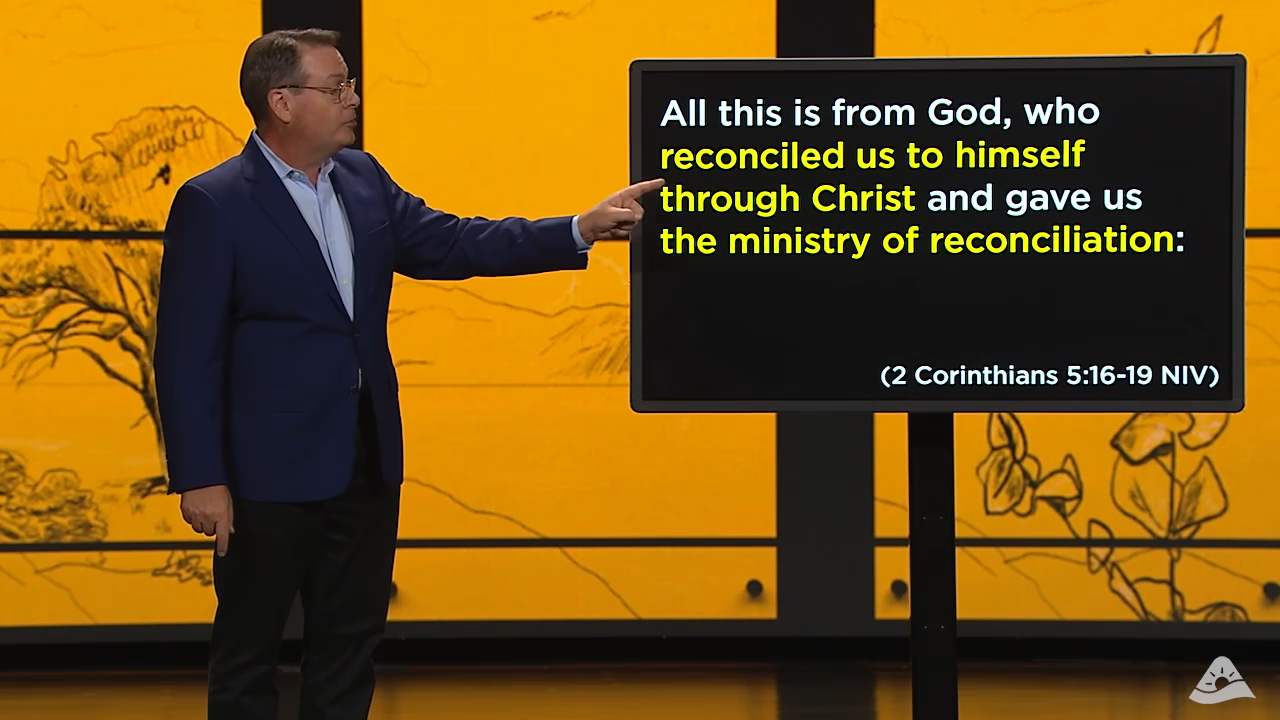 All this is from God, who
reconciled us to himself
through Christ and gave us
the ministry of reconciliation:
(2 Corinthians 5:16-19 NIV)